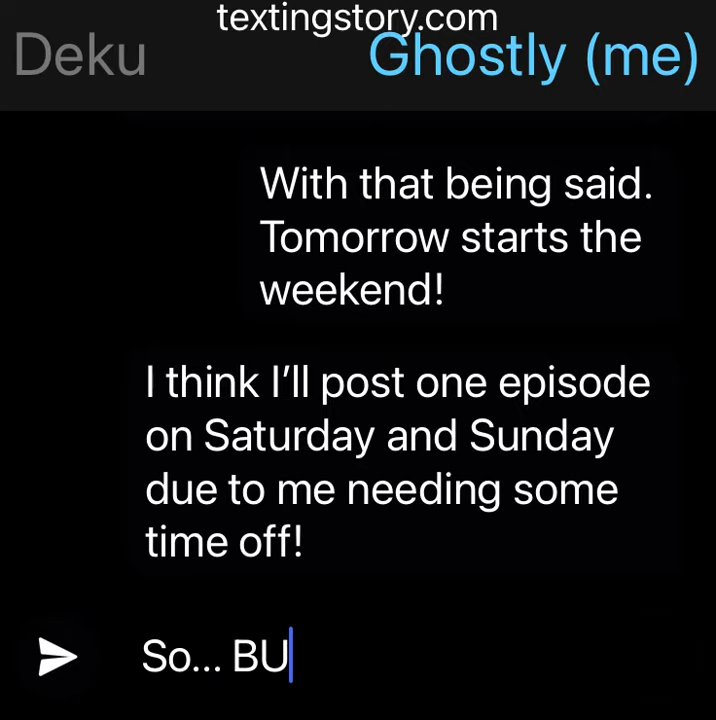 textingstory.com
Deku
Ghostly (me)
With that being said.
Tomorrow starts the
weekend!
I think I’ll post one episode
on Saturday and Sunday
due to me needing some
time off!
So... BU